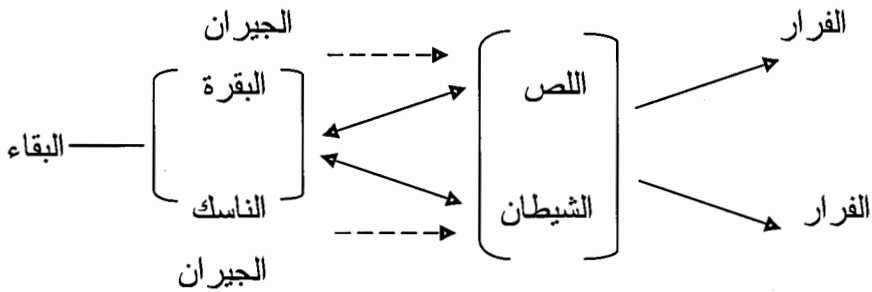 الفرار
الجيران
اللص
البقرة
البقاء
الشيطان
الناسك
الفرار
الجيران